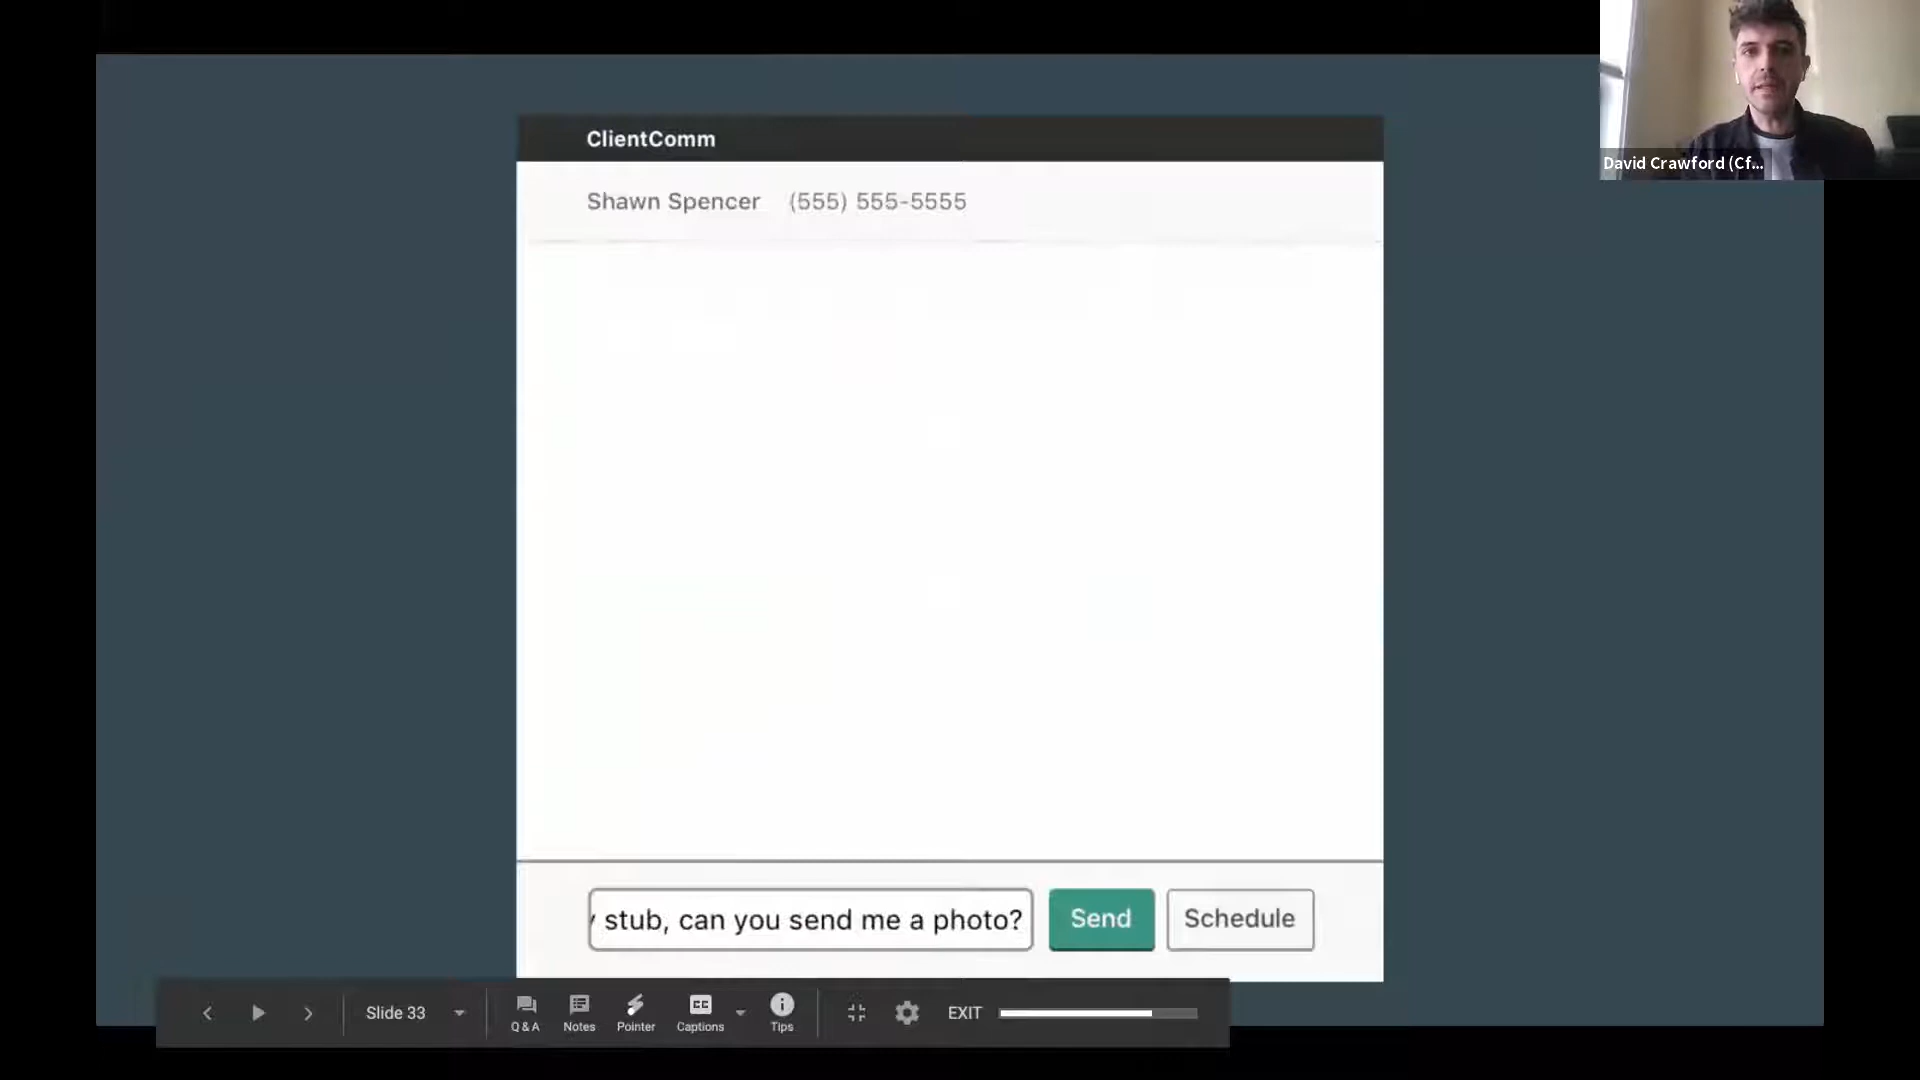 ClientComm
Shawn Spencer (555) 555-5555
David Crawford (Cf...
stub, can you send me a photo?
Send
Schedule
Slide 33
Q & A
Notes
Pointer
CC
Captions
Tips
EXIT